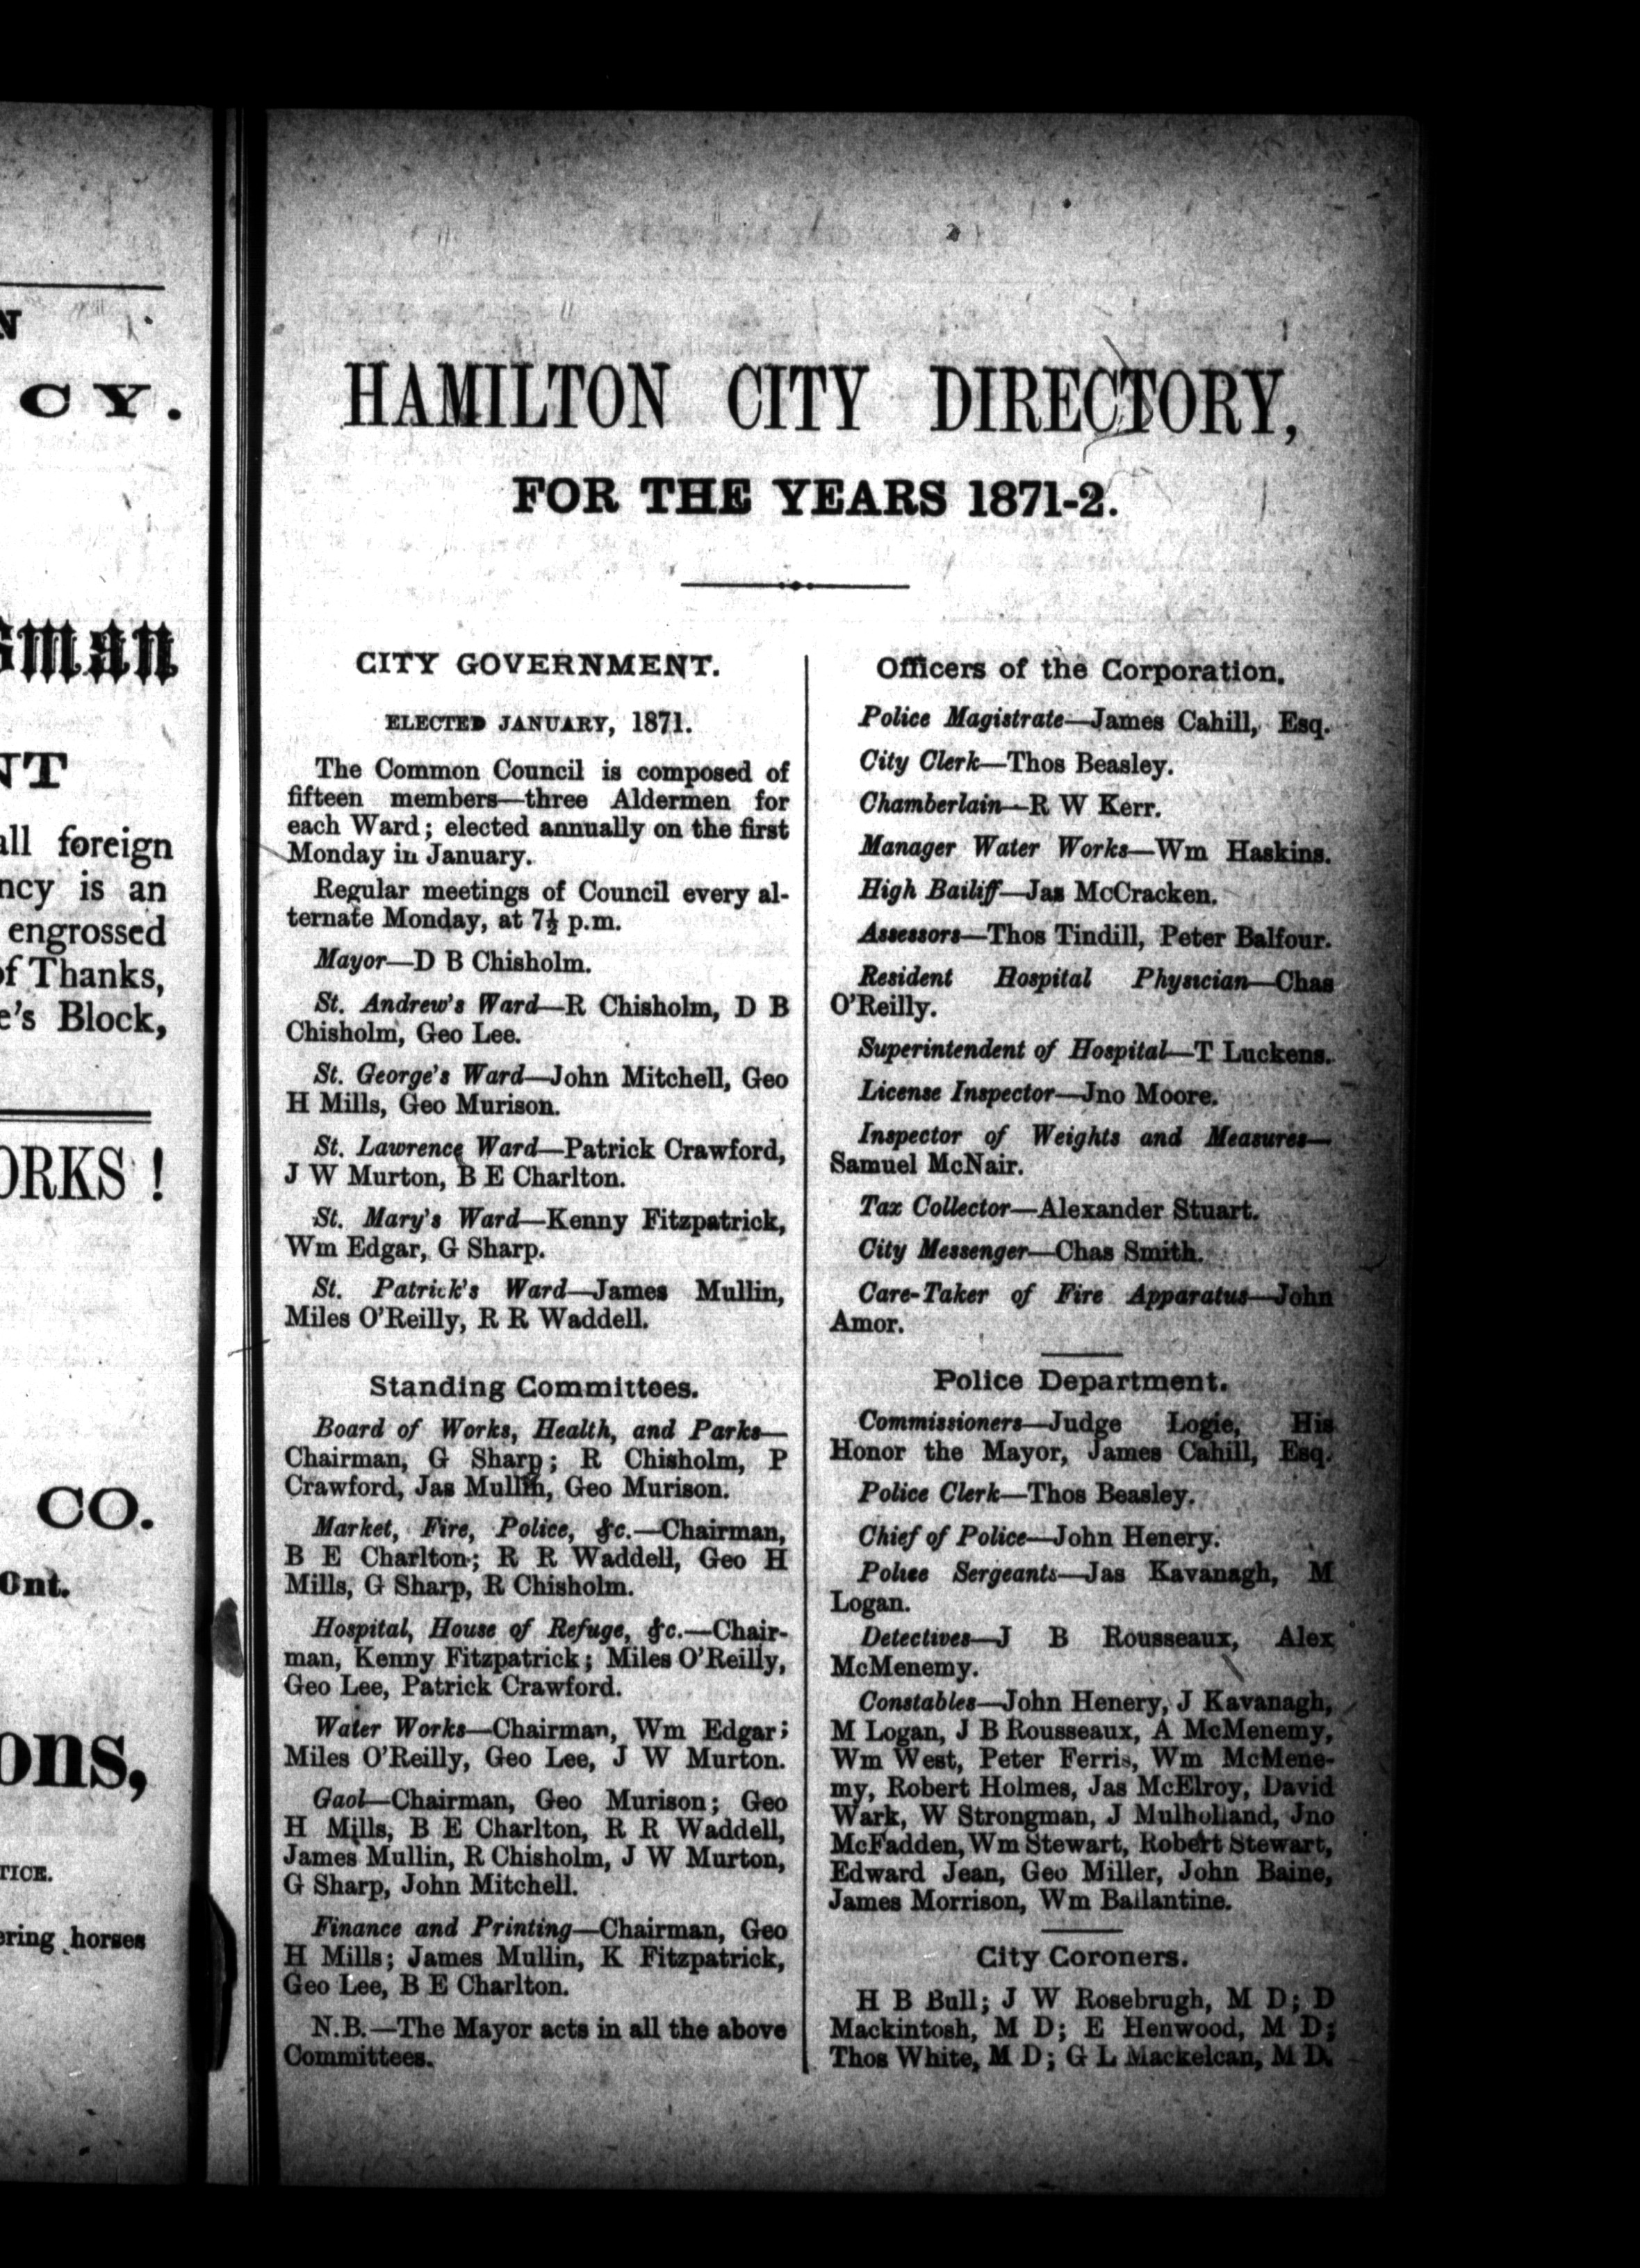 N
CY.
man
NT
all foreign
ncy is an
engrossed
of Thanks,
e's Block,
ORKS !
CO.
Ont.
ons,
TICE.
ering horses
HAMILTON CITY DIRECTORY,
FOR THE YEARS 1871-2.
CITY GOVERNMENT.
ELECTED JANUARY, 1871.
The Common Council is composed of
fifteen members—three Aldermen for
each Ward; elected annually on the first
Monday in January.
Regular meetings of Council every al-
ternate Monday, at 7½ p.m.
Mayor—D B Chisholm.
St. Andrew's Ward—R Chisholm, D B
Chisholm, Geo Lee.
St. George's Ward—John Mitchell, Geo
H Mills, Geo Murison.
St. Lawrence Ward—Patrick Crawford,
J W Murton, B E Charlton.
St. Mary's Ward—Kenny Fitzpatrick,
Wm Edgar, G Sharp.
St. Patrick's Ward—James Mullin,
Miles O'Reilly, R R Waddell.
Standing Committees.
Board of Works, Health, and Parks—
Chairman, G Sharp; R Chisholm, P
Crawford, Jas Mullin, Geo Murison.
Market, Fire, Police, &c.—Chairman,
B E Charlton; R R Waddell, Geo H
Mills, G Sharp, R Chisholm.
Hospital, House of Refuge, &c.—Chair-
man, Kenny Fitzpatrick; Miles O'Reilly,
Geo Lee, Patrick Crawford.
Water Works—Chairman, Wm Edgar;
Miles O'Reilly, Geo Lee, J W Murton.
Gaol—Chairman, Geo Murison; Geo
H Mills, B E Charlton, R R Waddell,
James Mullin, R Chisholm, J W Murton,
G Sharp, John Mitchell.
Finance and Printing—Chairman, Geo
H Mills; James Mullin, K Fitzpatrick,
Geo Lee, B E Charlton.
N.B.—The Mayor acts in all the above
Committees.
Officers of the Corporation.
Police Magistrate—James Cahill, Esq.
City Clerk—Thos Beasley.
Chamberlain—R W Kerr.
Manager Water Works—Wm Haskins.
High Bailiff—Jas McCracken.
Assessors—Thos Tindill, Peter Balfour.
Resident Hospital Physician—Chas
O'Reilly.
Superintendent of Hospital—T Luckens.
License Inspector—Jno Moore.
Inspector of Weights and Measures—
Samuel McNair.
Tax Collector—Alexander Stuart.
City Messenger—Chas Smith.
Care-Taker of Fire Apparatus—John
Amor.
Police Department.
Commissioners—Judge Logie, His
Honor the Mayor, James Cahill, Esq.
Police Clerk—Thos Beasley.
Chief of Police—John Henery.
Police Sergeants—Jas Kavanagh, M
Logan.
Detectives—J B Rousseaux, Alex
McMenemy.
Constables—John Henery, J Kavanagh,
M Logan, J B Rousseaux, A McMenemy,
Wm West, Peter Ferris, Wm McMene-
my, Robert Holmes, Jas McElroy, David
Wark, W Strongman, J Mulholland, Jno
McFadden, Wm Stewart, Robert Stewart,
Edward Jean, Geo Miller, John Baine,
James Morrison, Wm Ballantine.
City Coroners.
H B Bull; J W Rosebrugh, M D; D
Mackintosh, M D; E Henwood, M D;
Thos White, M D; G L Mackelcan, M D.